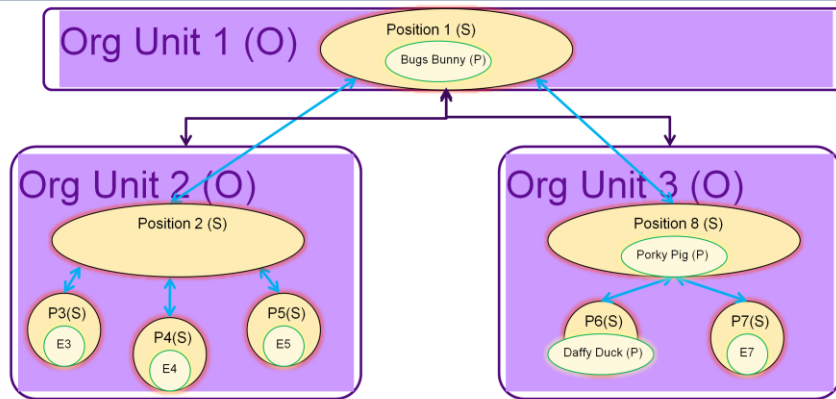 Org Unit 1 (O)
Position 1 (S)
Bugs Bunny (P)
Org Unit 2 (O)
Position 2 (S)
P3(S)
E3
P4(S)
E4
P5(S)
E5
Org Unit 3 (O)
Position 8 (S)
Porky Pig (P)
P6(S)
Daffy Duck (P)
P7(S)
E7